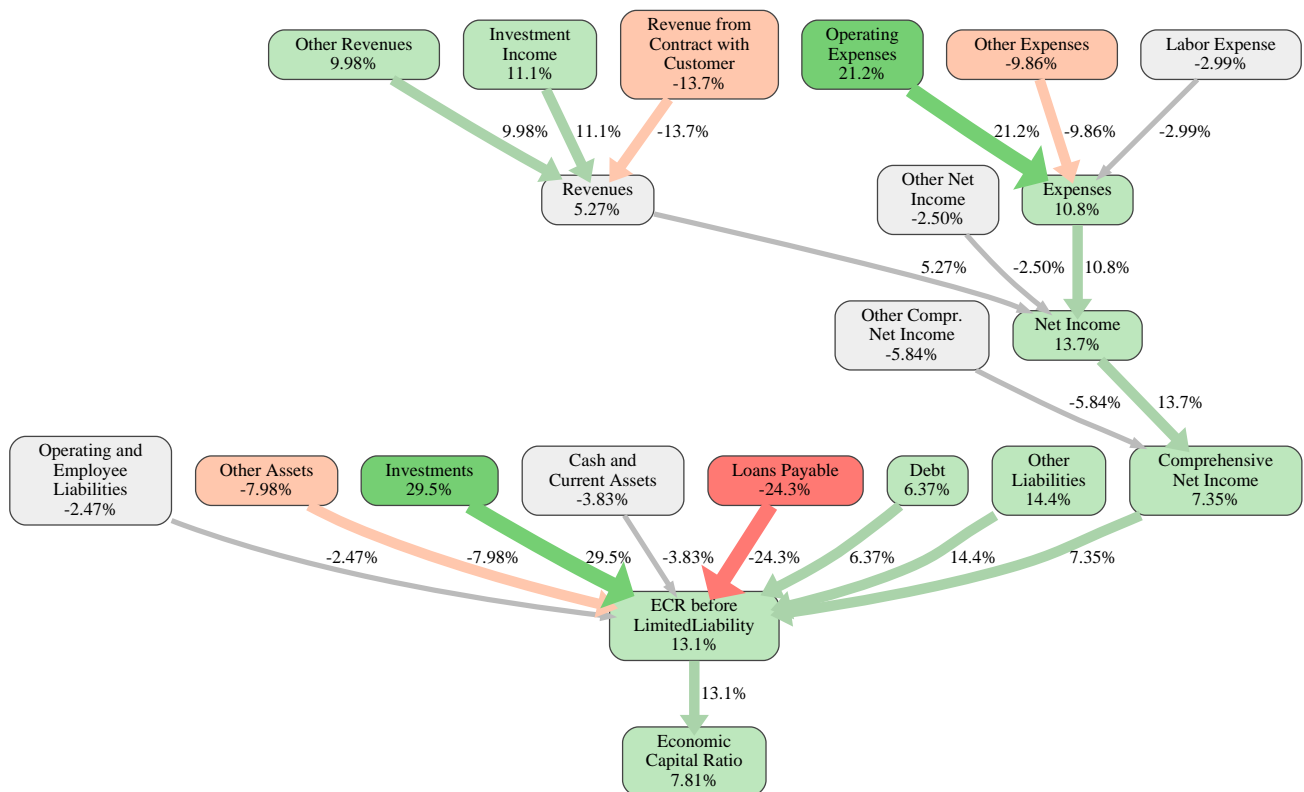 Other Revenues
9.98%
Investment
Income
11.1%
Revenue from
Contract with
Customer
-13.7%
Operating
Expenses
21.2%
Other Expenses
-9.86%
Labor Expense
-2.99%
9.98%
11.1%
-13.7%
21.2%
-9.86%
-2.99%
Revenues
5.27%
Other Net
Income
-2.50%
Expenses
10.8%
5.27%
-2.50%
10.8%
Other Compr.
Net Income
-5.84%
Net Income
13.7%
-5.84%
13.7%
Operating and
Employee
Liabilities
-2.47%
Other Assets
-7.98%
Investments
29.5%
Cash and
Current Assets
-3.83%
Loans Payable
-24.3%
Debt
6.37%
Other
Liabilities
14.4%
Comprehensive
Net Income
7.35%
-2.47%
-7.98%
29.5%
-3.83%
-24.3%
6.37%
14.4%
7.35%
ECR before
LimitedLiability
13.1%
13.1%
Economic
Capital Ratio
7.81%